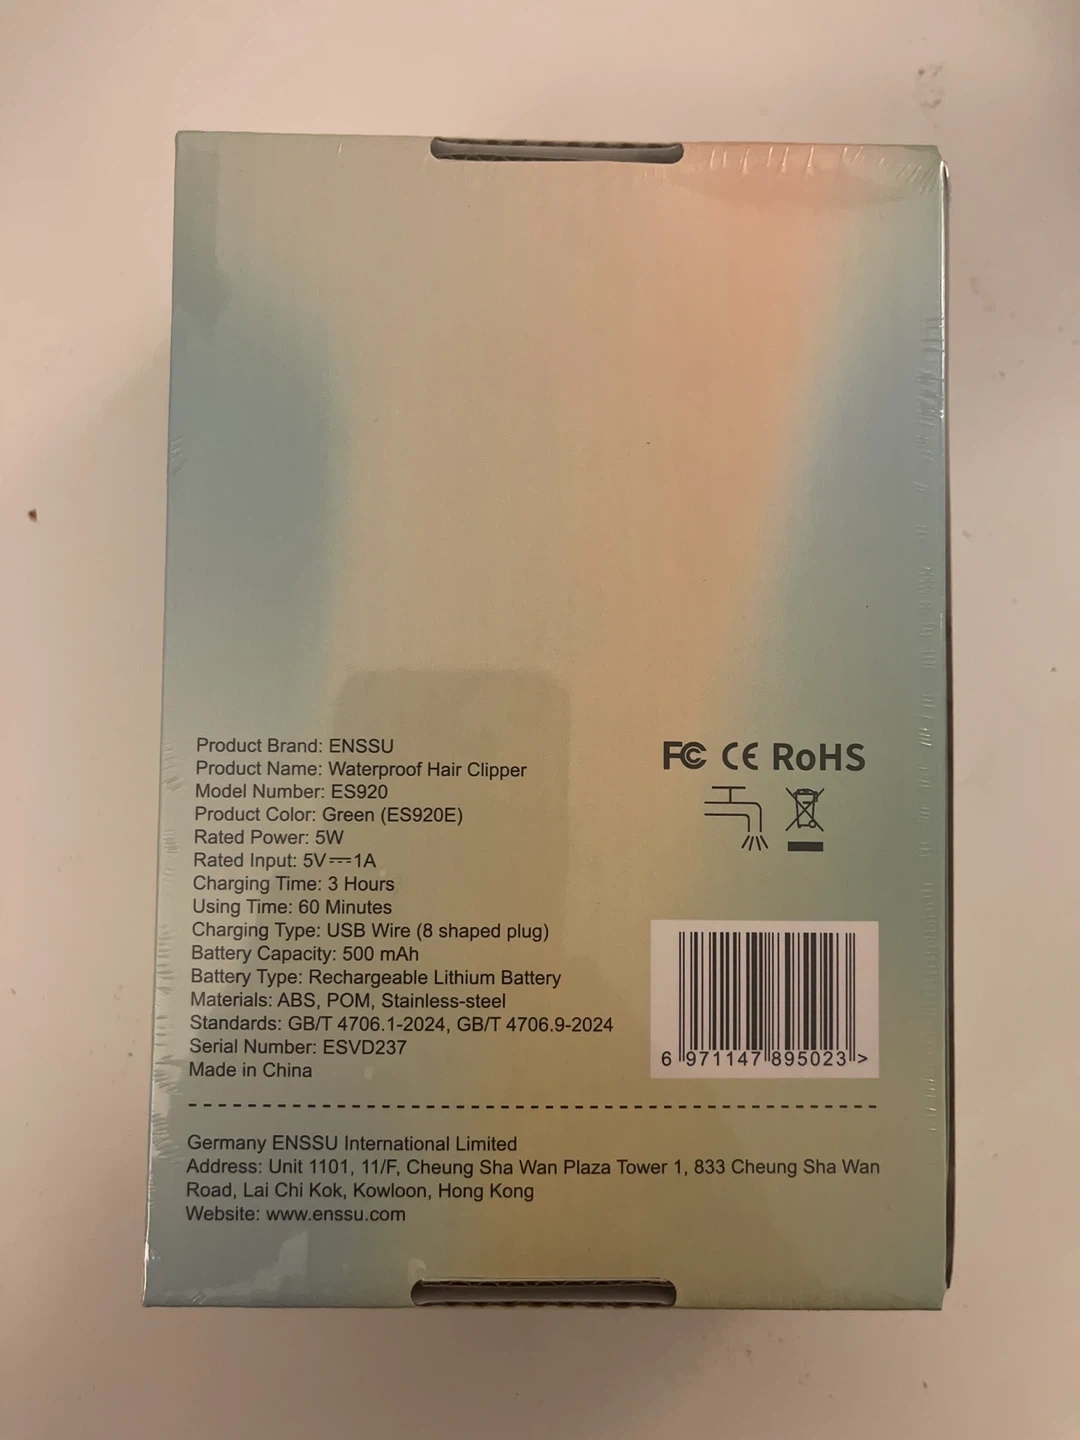 Product Brand: ENSSU
Product Name: Waterproof Hair Clipper
Model Number: ES920
Product Color: Green (ES920E)
Rated Power: 5W
Rated Input: 5V⎓1A
Charging Time: 3 Hours
Using Time: 60 Minutes
Charging Type: USB Wire (8 shaped plug)
Battery Capacity: 500 mAh
Battery Type: Rechargeable Lithium Battery
Materials: ABS, POM, Stainless-steel
Standards: GB/T 4706.1-2024, GB/T 4706.9-2024
Serial Number: ESVD237
Made in China
FC CE RoHS
6 971147 895023 >
Germany ENSSU International Limited
Address: Unit 1101, 11/F, Cheung Sha Wan Plaza Tower 1, 833 Cheung Sha Wan
Road, Lai Chi Kok, Kowloon, Hong Kong
Website: www.enssu.com